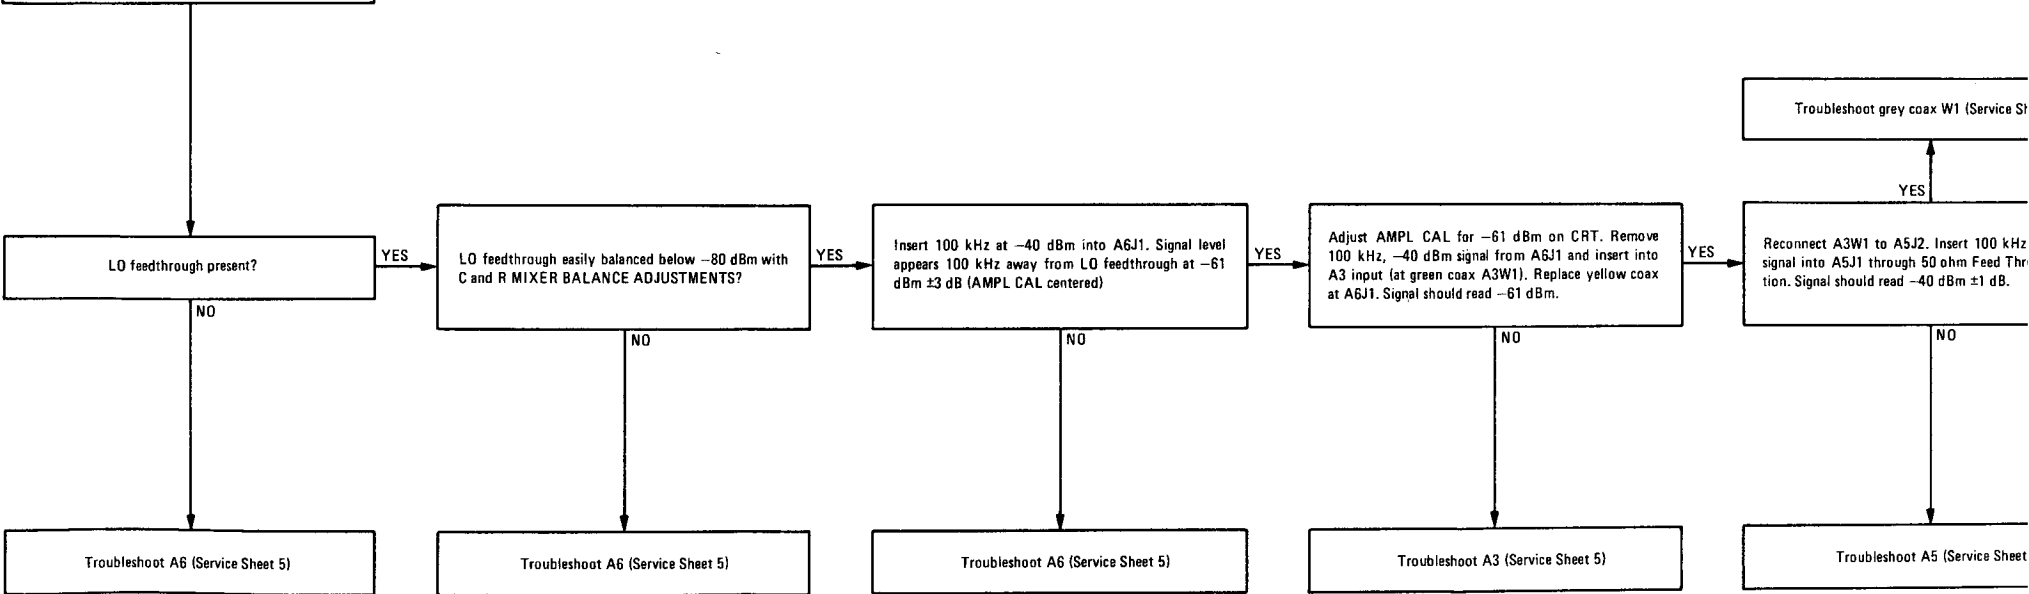 Troubleshoot grey coax W1 (Service
YES
LO feedthrough present?
YES
NO
LO feedthrough easily balanced below −80 dBm with
C and R MIXER BALANCE ADJUSTMENTS?
YES
NO
Insert 100 kHz at −40 dBm into A6J1. Signal level
appears 100 kHz away from LO feedthrough at −61
dBm ±3 dB (AMPL CAL centered)
YES
NO
Adjust AMPL CAL for −61 dBm on CRT. Remove
100 kHz, −40 dBm signal from A6J1 and insert into
A3 input (at green coax A3W1). Replace yellow coax
at A6J1. Signal should read −61 dBm.
YES
NO
Reconnect A3W1 to A5J2. Insert 100 kHz
signal into A5J1 through 50 ohm Feed
tion. Signal should read −40 dBm ±1 dB.
NO
Troubleshoot A6 (Service Sheet 5)
Troubleshoot A6 (Service Sheet 5)
Troubleshoot A6 (Service Sheet 5)
Troubleshoot A3 (Service Sheet 5)
Troubleshoot A5 (Service Sheet